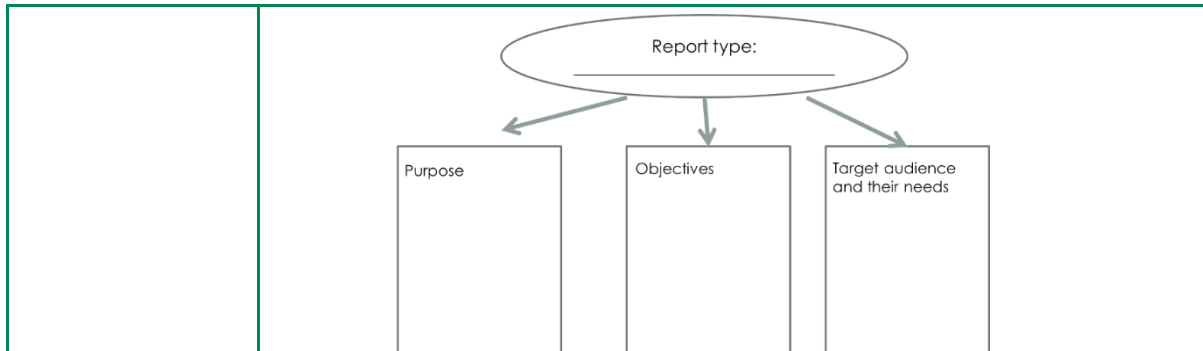 Report type:
Purpose
Objectives
Target audience
and their needs